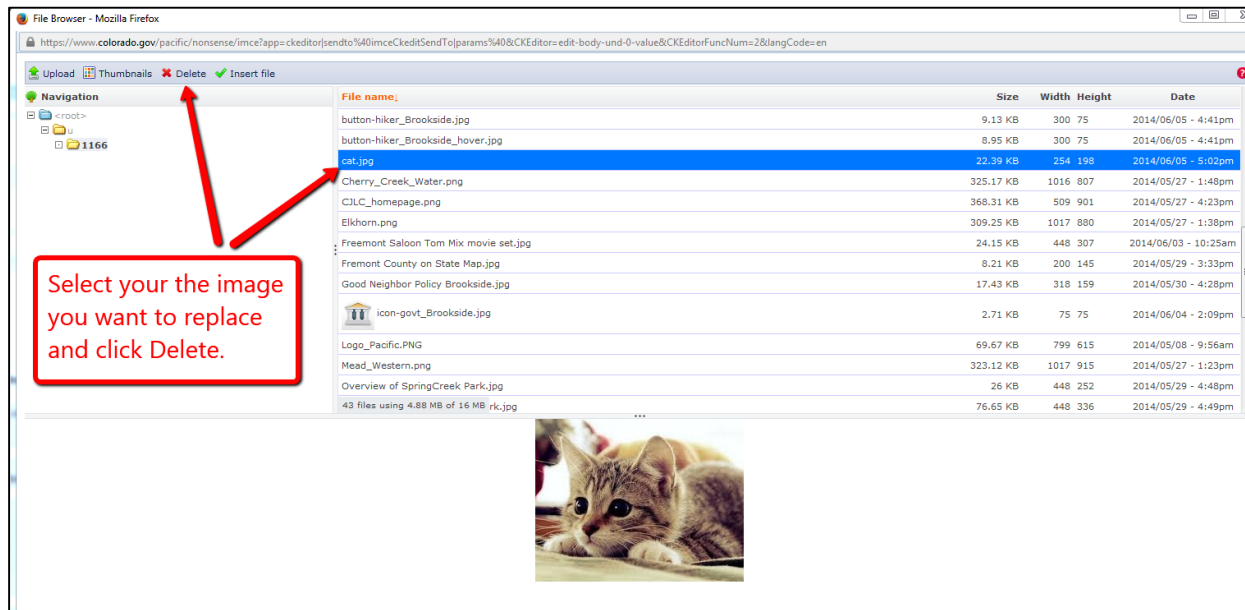 File Browser - Mozilla Firefox
https://www.colorado.gov/pacific/nonsense/imce?app=ckeditor|sendto%40imceCkeditSendTo|params%40&CKEditor=edit-body-und-0-value&CKEditorFuncNum=2&langCode=en
Upload Thumbnails Delete Insert file ?
Navigation
<root>
u
1166
File name↓ Size Width Height Date
button-hiker_Brookside.jpg 9.13 KB 300 75 2014/06/05 - 4:41pm
button-hiker_Brookside_hover.jpg 8.95 KB 300 75 2014/06/05 - 4:41pm
cat.jpg 22.39 KB 254 198 2014/06/05 - 5:02pm
Cherry_Creek_Water.png 325.17 KB 1016 807 2014/05/27 - 1:48pm
CJLC_homepage.png 368.31 KB 509 901 2014/05/27 - 4:23pm
Elkhorn.png 309.25 KB 1017 880 2014/05/27 - 1:38pm
Freemont Saloon Tom Mix movie set.jpg 24.15 KB 448 307 2014/06/03 - 10:25am
Fremont County on State Map.jpg 8.21 KB 200 145 2014/05/29 - 3:33pm
Good Neighbor Policy Brookside.jpg 17.43 KB 318 159 2014/05/30 - 4:28pm
icon-govt_Brookside.jpg 2.71 KB 75 75 2014/06/04 - 2:09pm
Logo_Pacific.PNG 69.67 KB 799 615 2014/05/08 - 9:56am
Mead_Western.png 323.12 KB 1017 915 2014/05/27 - 1:23pm
Overview of SpringCreek Park.jpg 26 KB 448 252 2014/05/29 - 4:48pm
43 files using 4.88 MB of 16 MB rk.jpg 76.65 KB 448 336 2014/05/29 - 4:49pm
Select your the image
you want to replace
and click Delete.